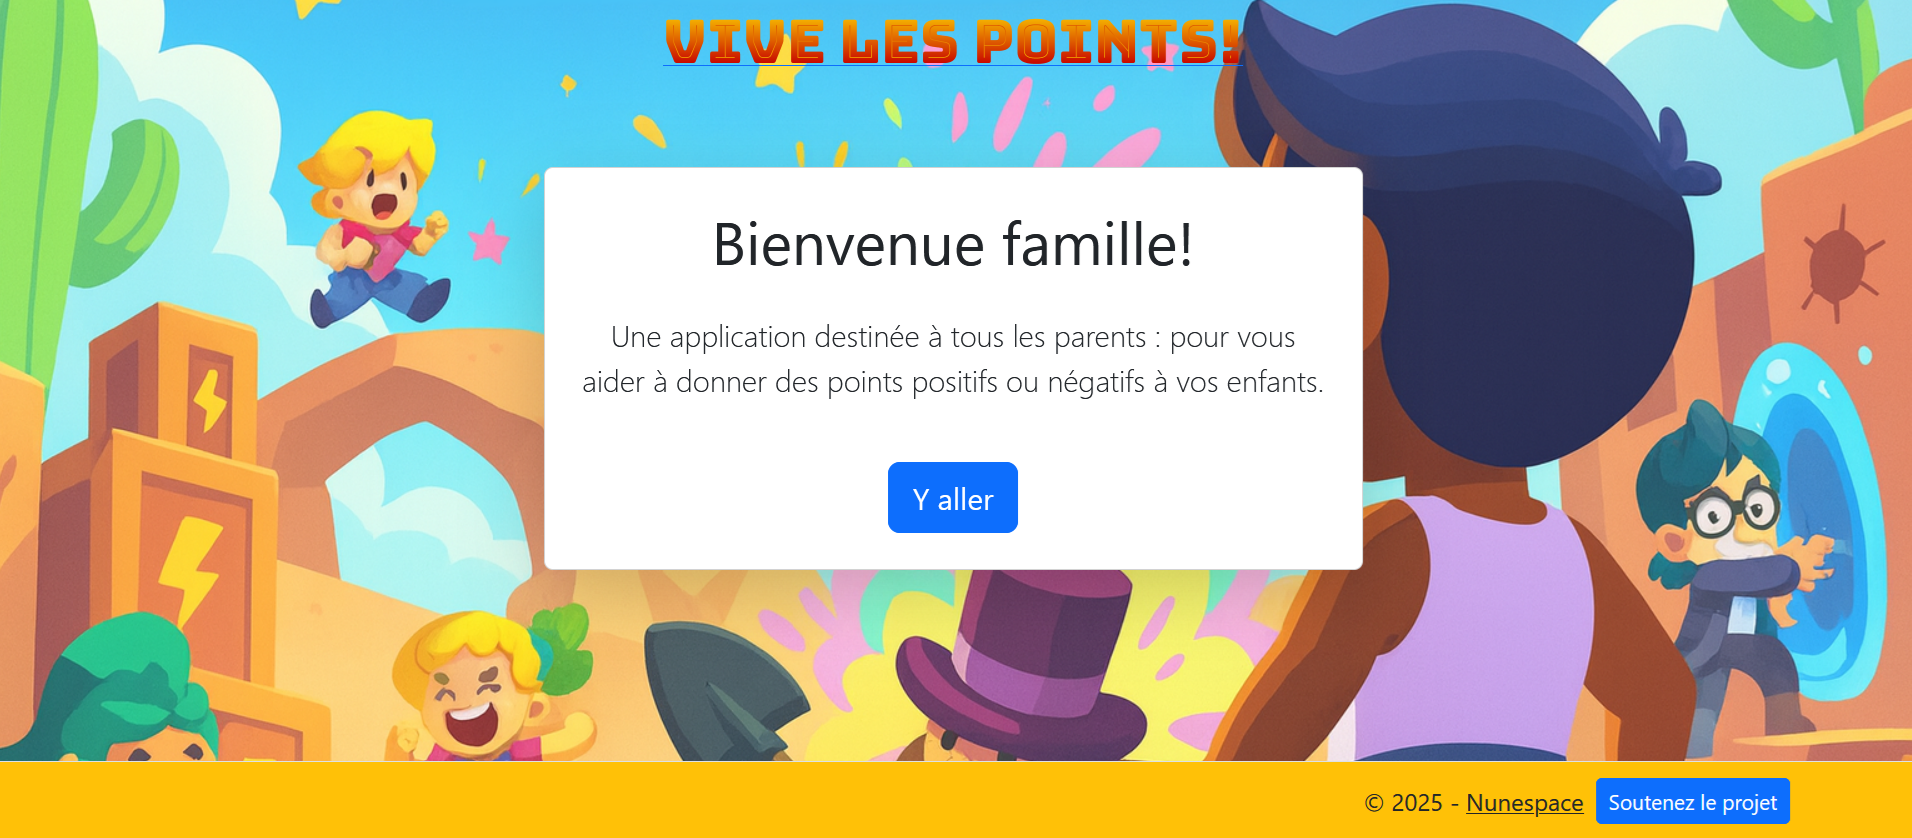 VIVE LES POINTS!
Bienvenue famille!
Une application destinée à tous les parents : pour vous
aider à donner des points positifs ou négatifs à vos enfants.
Y aller
© 2025 - Nunespace Soutenez le projet